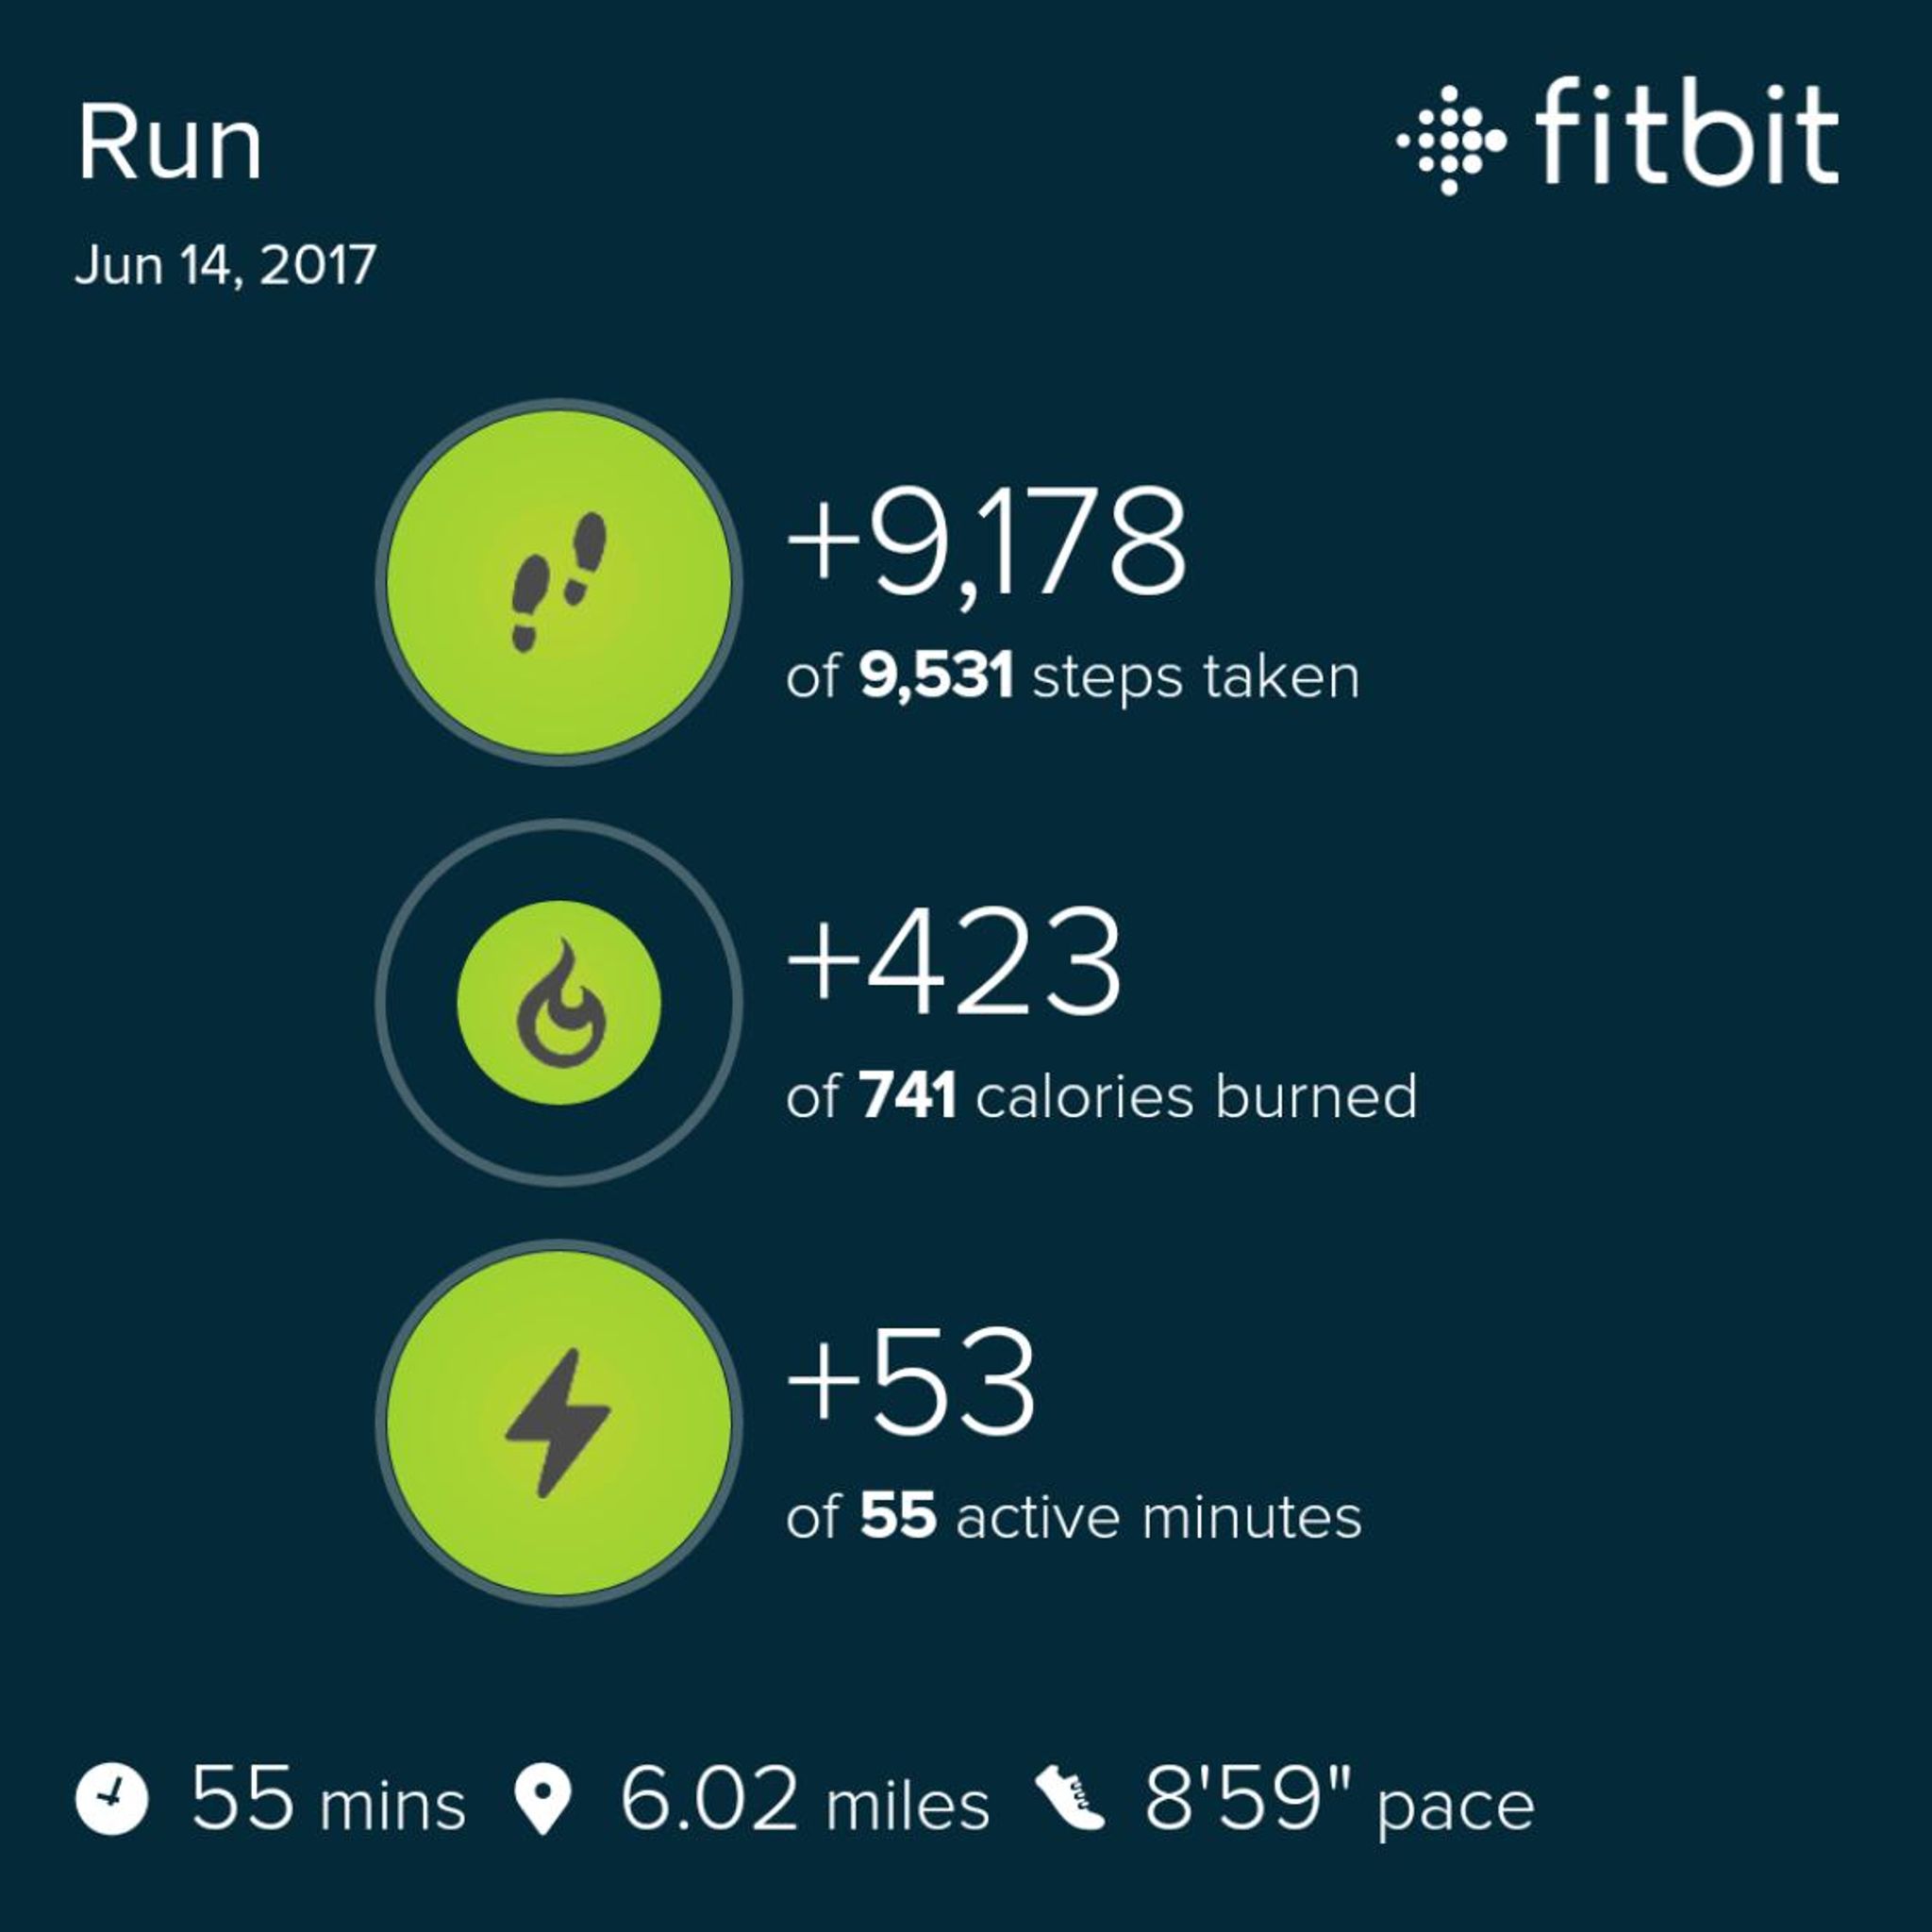 Run
fitbit
Jun 14, 2017
+9,178
of 9,531 steps taken
+423
of 741 calories burned
+53
of 55 active minutes
55 mins 6.02 miles 8'59" pace